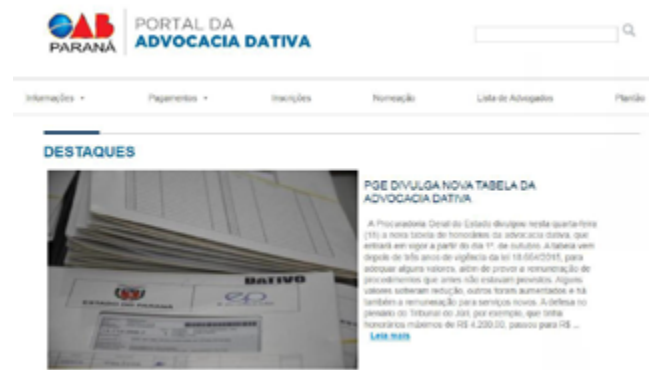 OAB
PARANÁ
PORTAL DA
ADVOCACIA DATIVA
Informações
Pagamentos
Inscrições
Nomeação
Lista de Advogados
Plantão
DESTAQUES
PGE DIVULGA NOVA TABELA DA
ADVOCACIA DATIVA
A Procuradoria Geral do Estado divulgou nesta quarta-feira
(18) a nova tabela de honorários da advocacia dativa, que
entrará em vigor a partir do dia 1º. de outubro. A tabela vem
depois de três anos de vigência da lei 18.664/2015, para
adequar alguns valores, além de prever a remuneração de
procedimentos que antes não estavam previstos. Alguns
valores sofreram redução, outros foram aumentados e há
também a remuneração para serviços novos. A defesa no
plenário do Tribunal do Júri, por exemplo, que tinha
honorários máximos de R$ 4.200,00, passou para R$ ...
Leia mais
DATIVO
ESTADO DO PARANÁ